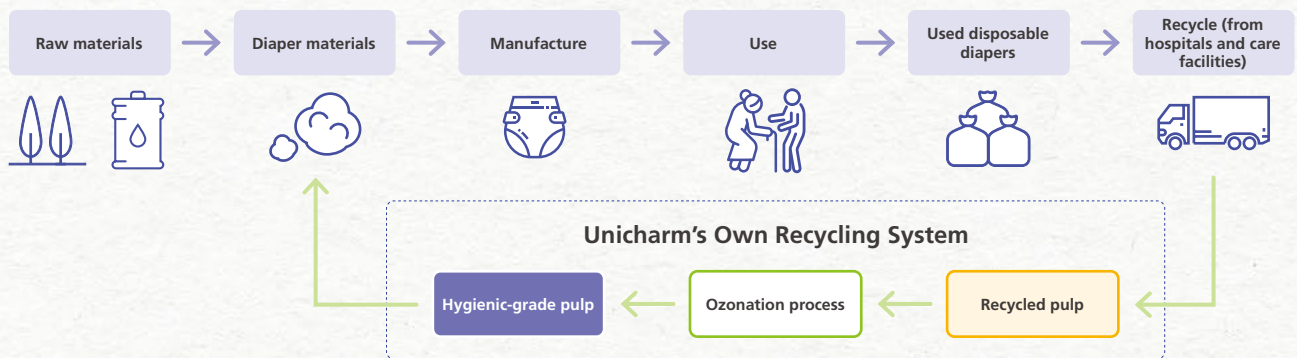 Raw materials
Diaper materials
Manufacture
Use
Used disposable
diapers
Recycle (from
hospitals and care
facilities)
Unicharm's Own Recycling System
Hygienic-grade pulp
Ozonation process
Recycled pulp